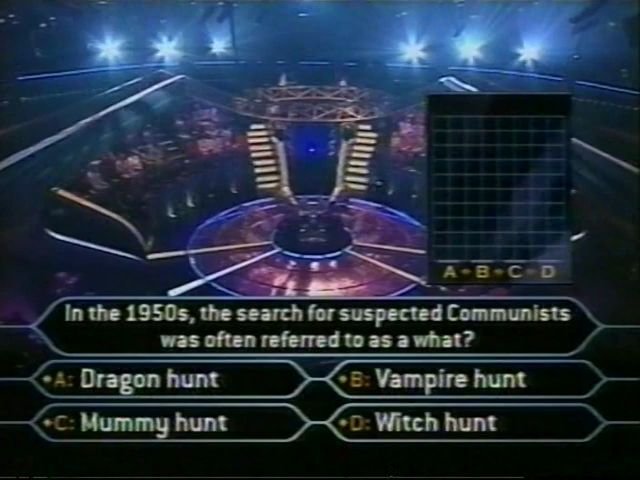 A • B • C • D
In the 1950s, the search for suspected Communists
was often referred to as a what?
•A: Dragon hunt
•B: Vampire hunt
•C: Mummy hunt
•D: Witch hunt